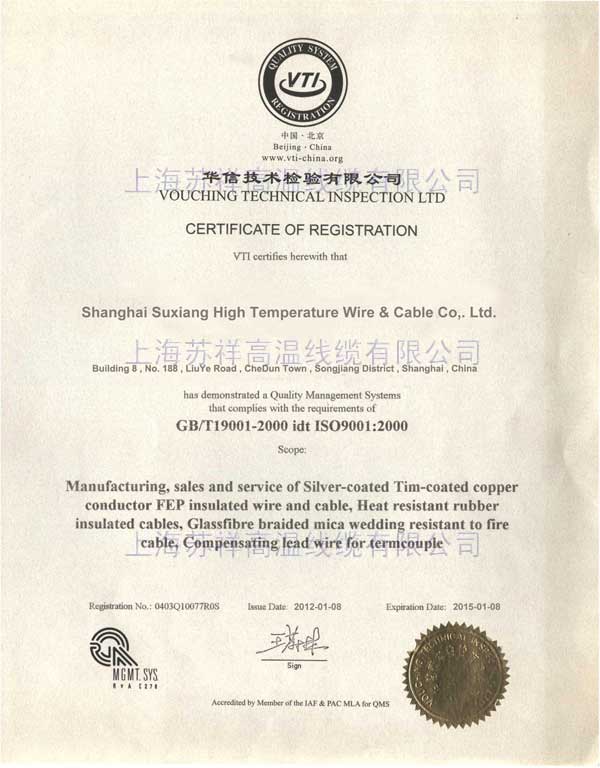 QUALITY SYSTEM
VTI
REGISTRATION
中国·北京
Beijing·China
www.vti-china.org
华信技术检验有限公司
上海苏祥高温线缆有限公司
VOUCHING TECHNICAL INSPECTION LTD
CERTIFICATE OF REGISTRATION
VTI certifies herewith that
Shanghai Suxiang High Temperature Wire & Cable Co,. Ltd.
上海苏祥高温线缆有限公司
Building 8 , No. 188 , LiuYe Road , CheDun Town , Songjiang District , Shanghai , China
has demonstrated a Quality Management Systems
that complies with the requirements of
GB/T19001-2000 idt ISO9001:2000
Scope:
Manufacturing, sales and service of Silver-coated Tim-coated copper
conductor FEP insulated wire and cable, Heat resistant rubber
insulated cables, Glassfibre braided mica wedding resistant to fire
cable, Compensating lead wire for termcouple
上海苏祥高温线缆有限公司
Registration No.: 0403Q10077R0S Issue Date: 2012-01-08 Expiration Date: 2015-01-08
Sign
MGMT. SYS.
RvA C278
Accredited by Member of the IAF & PAC MLA for QMS